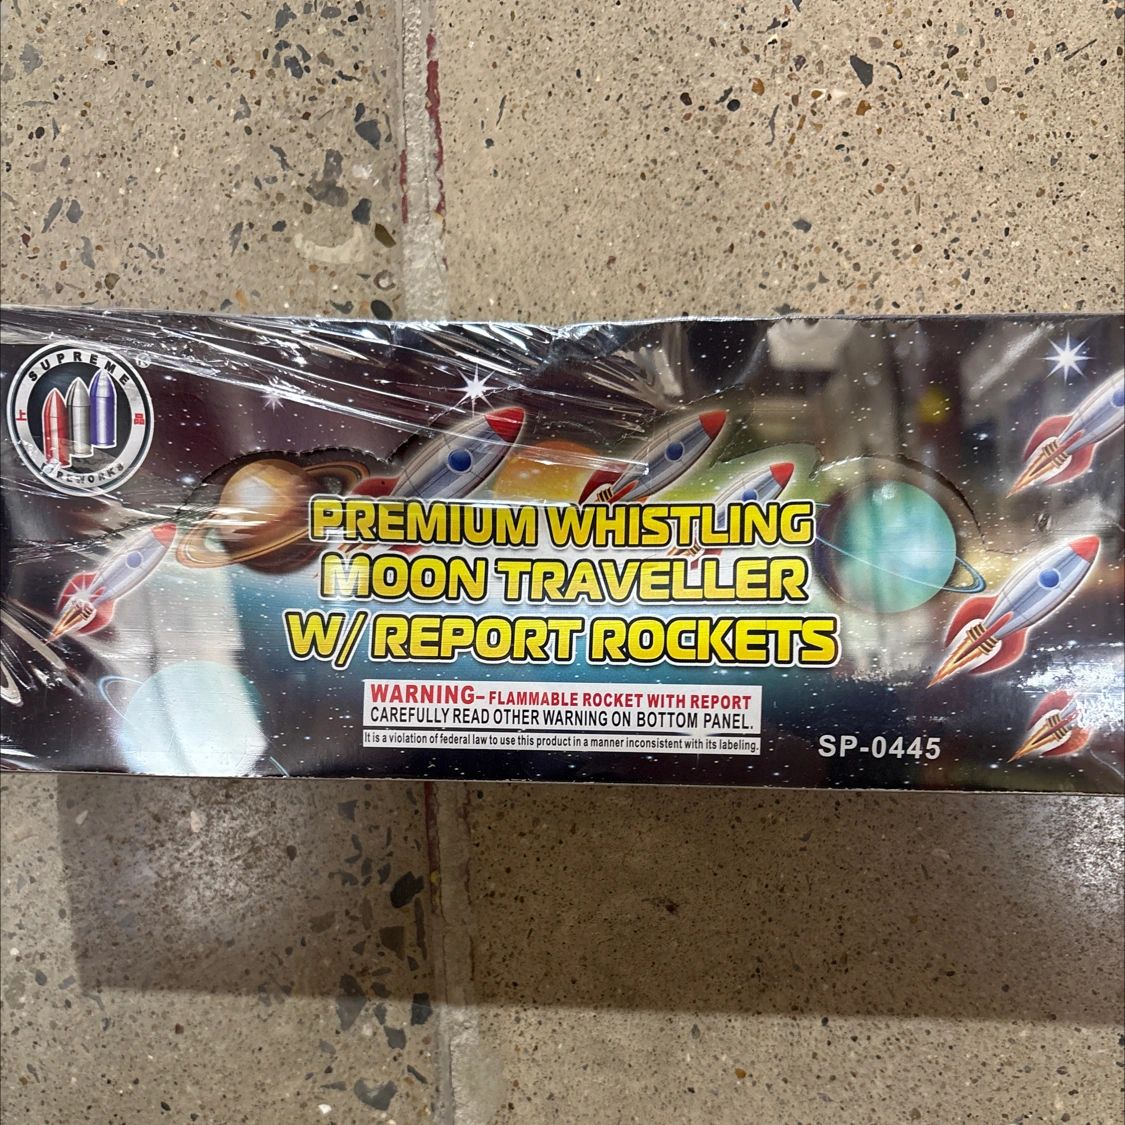 SUPREME
®
上 品
FIREWORKS
PREMIUM WHISTLING
MOON TRAVELLER
W/ REPORT ROCKETS
WARNING–FLAMMABLE ROCKET WITH REPORT
CAREFULLY READ OTHER WARNING ON BOTTOM PANEL.
It is a violation of federal law to use this product in a manner inconsistent with its labeling.
SP-0445